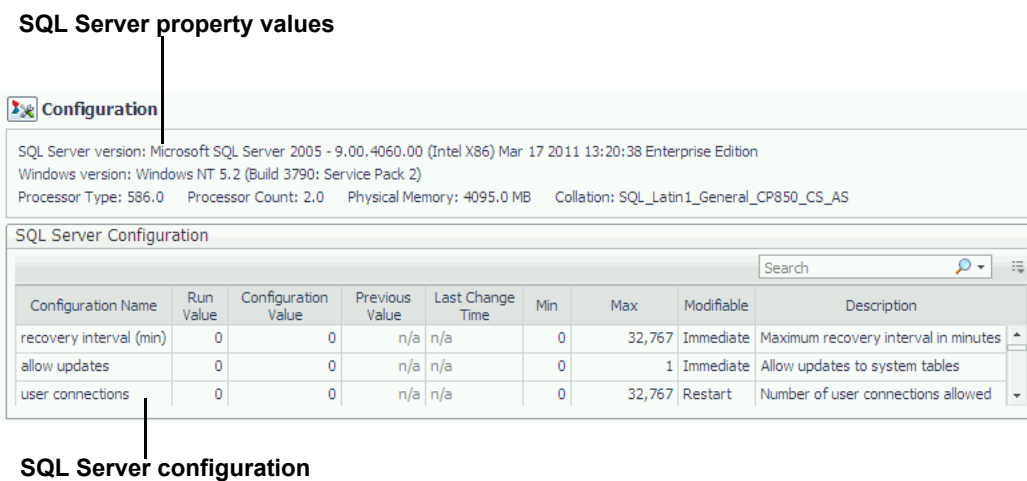 SQL Server property values
Configuration
SQL Server version: Microsoft SQL Server 2005 - 9.00.4060.00 (Intel X86) Mar 17 2011 13:20:38 Enterprise Edition
Windows version: Windows NT 5.2 (Build 3790: Service Pack 2)
Processor Type: 586.0 Processor Count: 2.0 Physical Memory: 4095.0 MB Collation: SQL_Latin1_General_CP850_CS_AS
SQL Server Configuration
Search
Configuration Name Run Value Configuration Value Previous Value Last Change Time Min Max Modifiable Description
recovery interval (min) 0 0 n/a n/a 0 32,767 Immediate Maximum recovery interval in minutes
allow updates 0 0 n/a n/a 0 1 Immediate Allow updates to system tables
user connections 0 0 n/a n/a 0 32,767 Restart Number of user connections allowed
SQL Server configuration